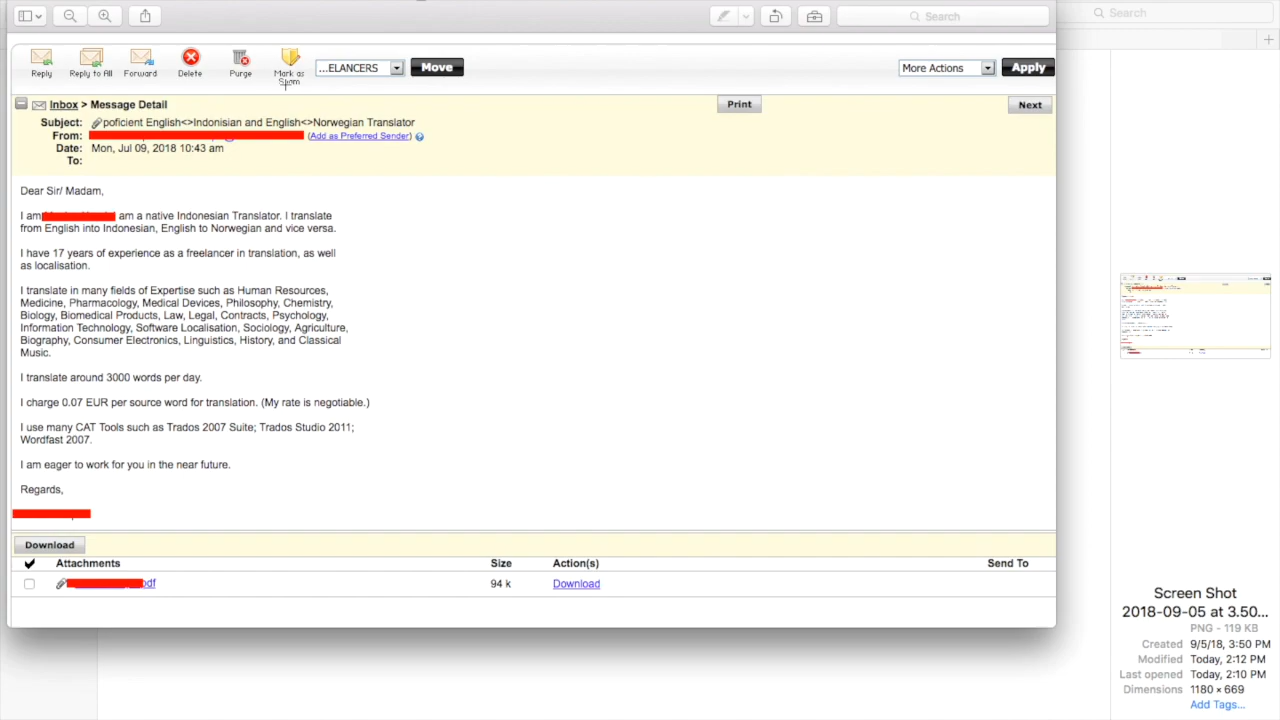 Search
Search
Reply
Reply to All
Forward
Delete
Purge
Mark as
Spam
...ELANCERS
Move
More Actions
Apply
Inbox > Message Detail
Print
Next
Subject: poficient English<>Indonisian and English<>Norwegian Translator
From: (Add as Preferred Sender)
Date: Mon, Jul 09, 2018 10:43 am
To:
Dear Sir/ Madam,
I am am a native Indonesian Translator. I translate
from English into Indonesian, English to Norwegian and vice versa.
I have 17 years of experience as a freelancer in translation, as well
as localisation.
I translate in many fields of Expertise such as Human Resources,
Medicine, Pharmacology, Medical Devices, Philosophy, Chemistry,
Biology, Biomedical Products, Law, Legal, Contracts, Psychology,
Information Technology, Software Localisation, Sociology, Agriculture,
Biography, Consumer Electronics, Linguistics, History, and Classical
Music.
I translate around 3000 words per day.
I charge 0.07 EUR per source word for translation. (My rate is negotiable.)
I use many CAT Tools such as Trados 2007 Suite; Trados Studio 2011;
Wordfast 2007.
I am eager to work for you in the near future.
Regards,
Download
Attachments Size Action(s) Send To
pdf 94 k Download
Screen Shot
2018-09-05 at 3.50...
PNG - 119 KB
Created 9/5/18, 3:50 PM
Modified Today, 2:12 PM
Last opened Today, 2:10 PM
Dimensions 1180 × 669
Add Tags...